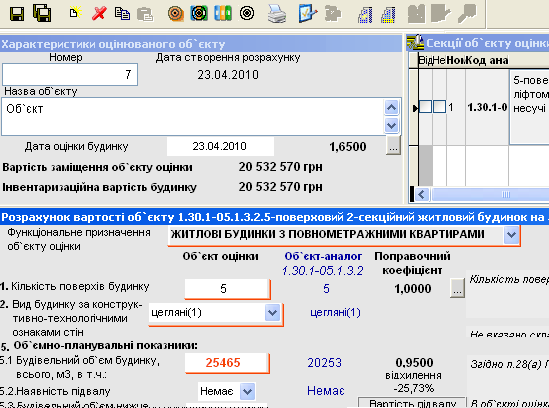 Характеристики оцінюваного об`єкту
Секції об`єкту оцінки
Номер
Дата створення розрахунку
7
23.04.2010
Назва об`єкту
Об`єкт
Дата оцінки будинку
23.04.2010
1,6500
...
Вартість заміщення об`єкту оцінки
20 532 570 грн
Інвентаризаційна вартість будинку
20 532 570 грн
Від Не Ном Код ана
1
1.30.1-0
5-пове
ліфтом
несучі
Розрахунок вартості об`єкту 1.30.1-05.1.3.2.5-поверховий 2-секційний житловий будинок на
Функціональне призначення
об`єкту оцінки
ЖИТЛОВІ БУДИНКИ З ПОВНОМЕТРАЖНИМИ КВАРТИРАМИ
Об`єкт оцінки
Об`єкт-аналог
1.30.1-05.1.3.2
Поправочний
коефіцієнт
1. Кількість поверхів будинку
5
5
1,0000
...
Кількість повер
2. Вид будинку за конструк-
тивно-технологічними
ознаками стін
цегляні(1)
цегляні(1)
Не вказано скла
5. Об`ємно-планувальні показники:
5.1 Будівельний об`єм будинку,
всього, м3, в т.ч.:
25465
20253
0,9500
відхилення
-25,73%
Згідно п.28(а) П
5.2.Наявність підвалу
Немає
Немає
Вартість підвалу
5.3.Будівельний об`єм нижче
В об`єкті оцінк